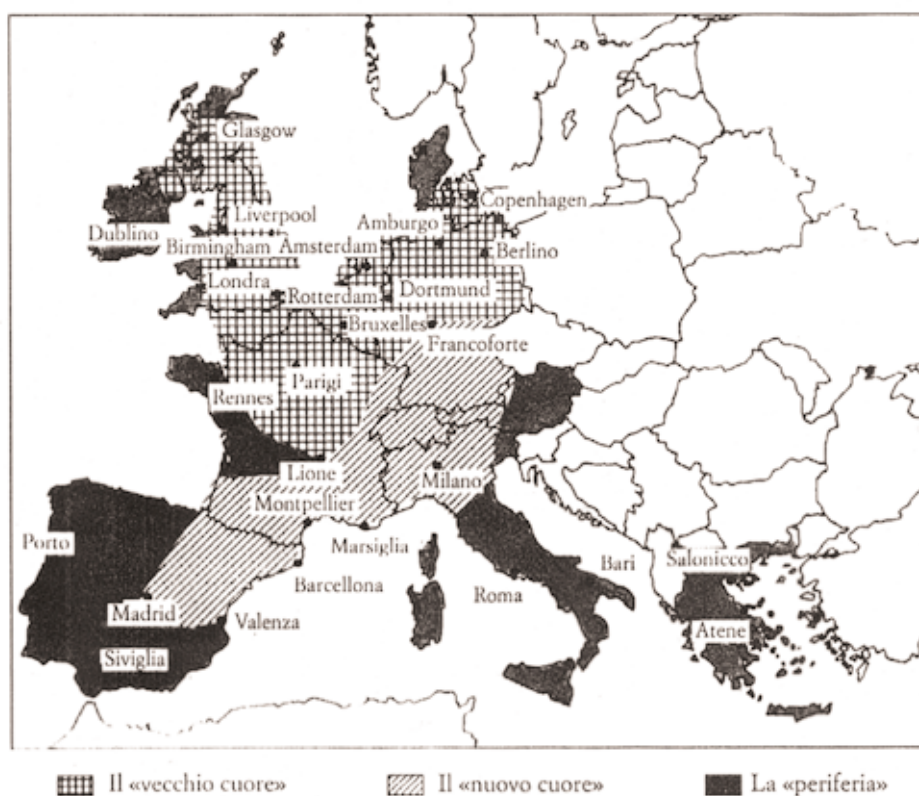 Glasgow
Copenhagen
Liverpool
Dublino
Amburgo
Birmingham
Amsterdam
Berlino
Londra
Rotterdam
Dortmund
Bruxelles
Francoforte
Parigi
Rennes
Lione
Milano
Montpellier
Porto
Marsiglia
Salonicco
Bari
Barcellona
Roma
Madrid
Valenza
Atene
Siviglia
Il «vecchio cuore»
Il «nuovo cuore»
La «periferia»